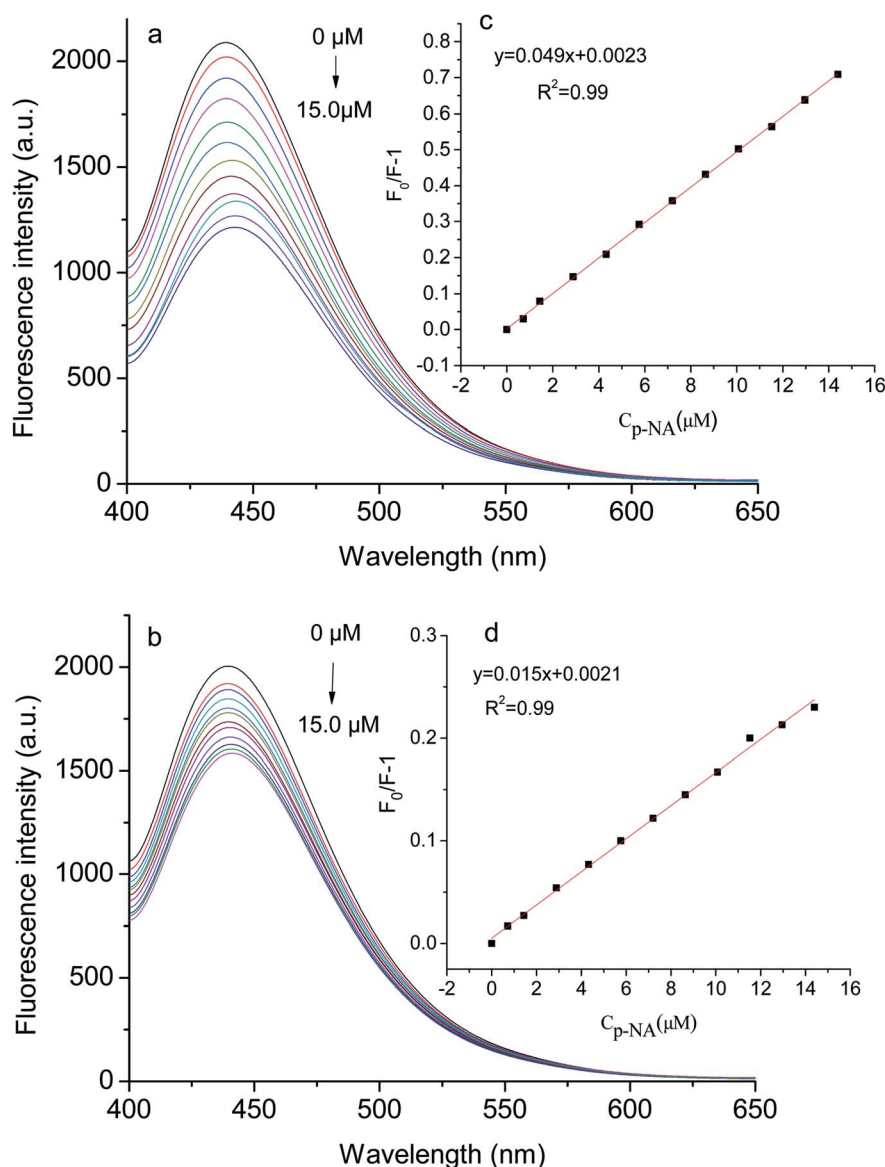 a
0 μM
15.0μM
2000
1500
1000
500
0
Fluorescence intensity (a.u.)
400 450 500 550 600 650
Wavelength (nm)
c
y=0.049x+0.0023
R²=0.99
0.8
0.7
0.6
0.5
0.4
0.3
0.2
0.1
0.0
-0.1
F₀/F-1
-2 0 2 4 6 8 10 12 14 16
Cp-NA(μM)
b
0 μM
15.0 μM
2000
1500
1000
500
0
Fluorescence intensity (a.u.)
400 450 500 550 600 650
Wavelength (nm)
d
y=0.015x+0.0021
R²=0.99
0.3
0.2
0.1
0.0
F₀/F-1
-2 0 2 4 6 8 10 12 14 16
Cp-NA(μM)